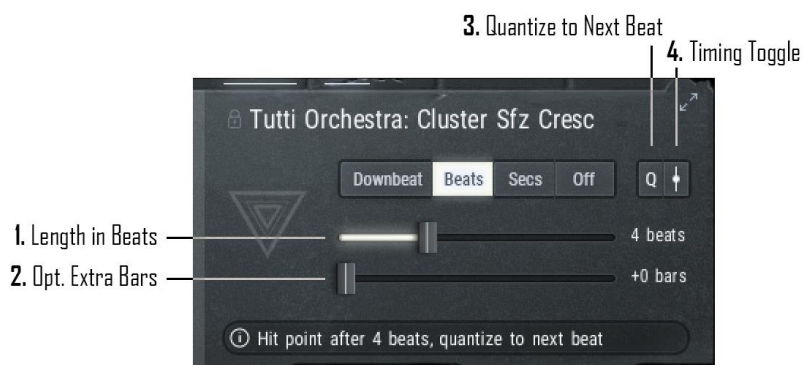 3. Quantize to Next Beat
4. Timing Toggle
Tutti Orchestra: Cluster Sfz Cresc
Downbeat Beats Secs Off Q
1. Length in Beats 4 beats
2. Opt. Extra Bars +0 bars
Hit point after 4 beats, quantize to next beat